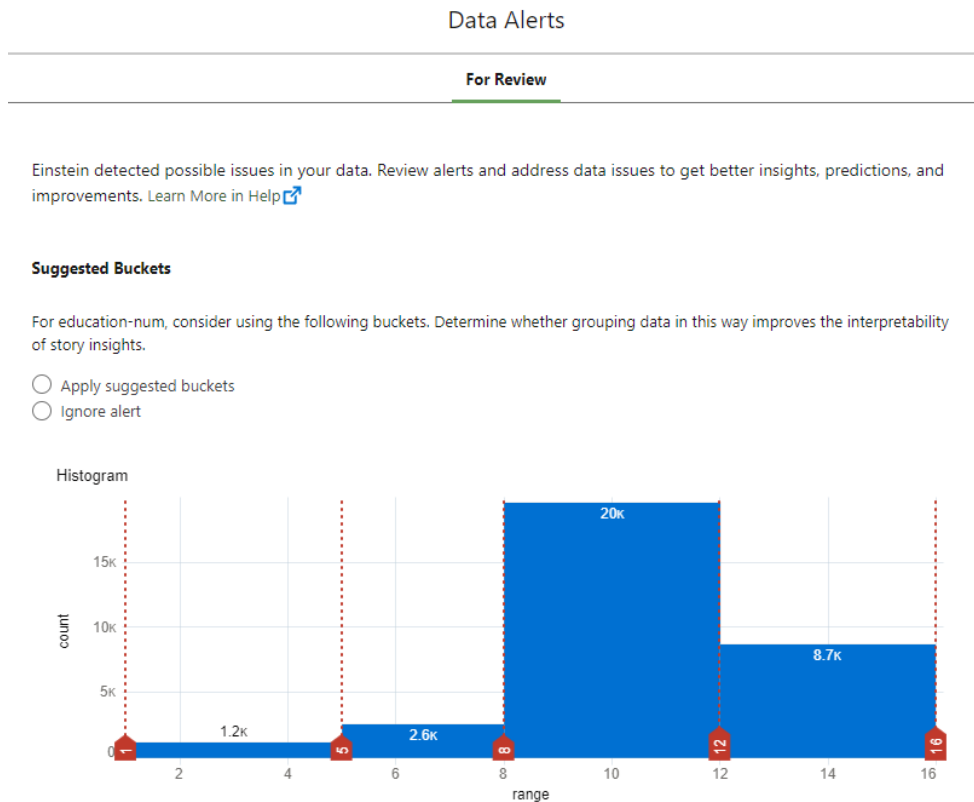 Data Alerts
For Review
Einstein detected possible issues in your data. Review alerts and address data issues to get better insights, predictions, and
improvements. Learn More in Help
Suggested Buckets
For education-num, consider using the following buckets. Determine whether grouping data in this way improves the interpretability
of story insights.
Apply suggested buckets
Ignore alert
Histogram
20K
15K
10K
count
8.7K
5K
1.2K
2.6K
0
1
5
8
12
16
2
4
6
8
10
12
14
16
range